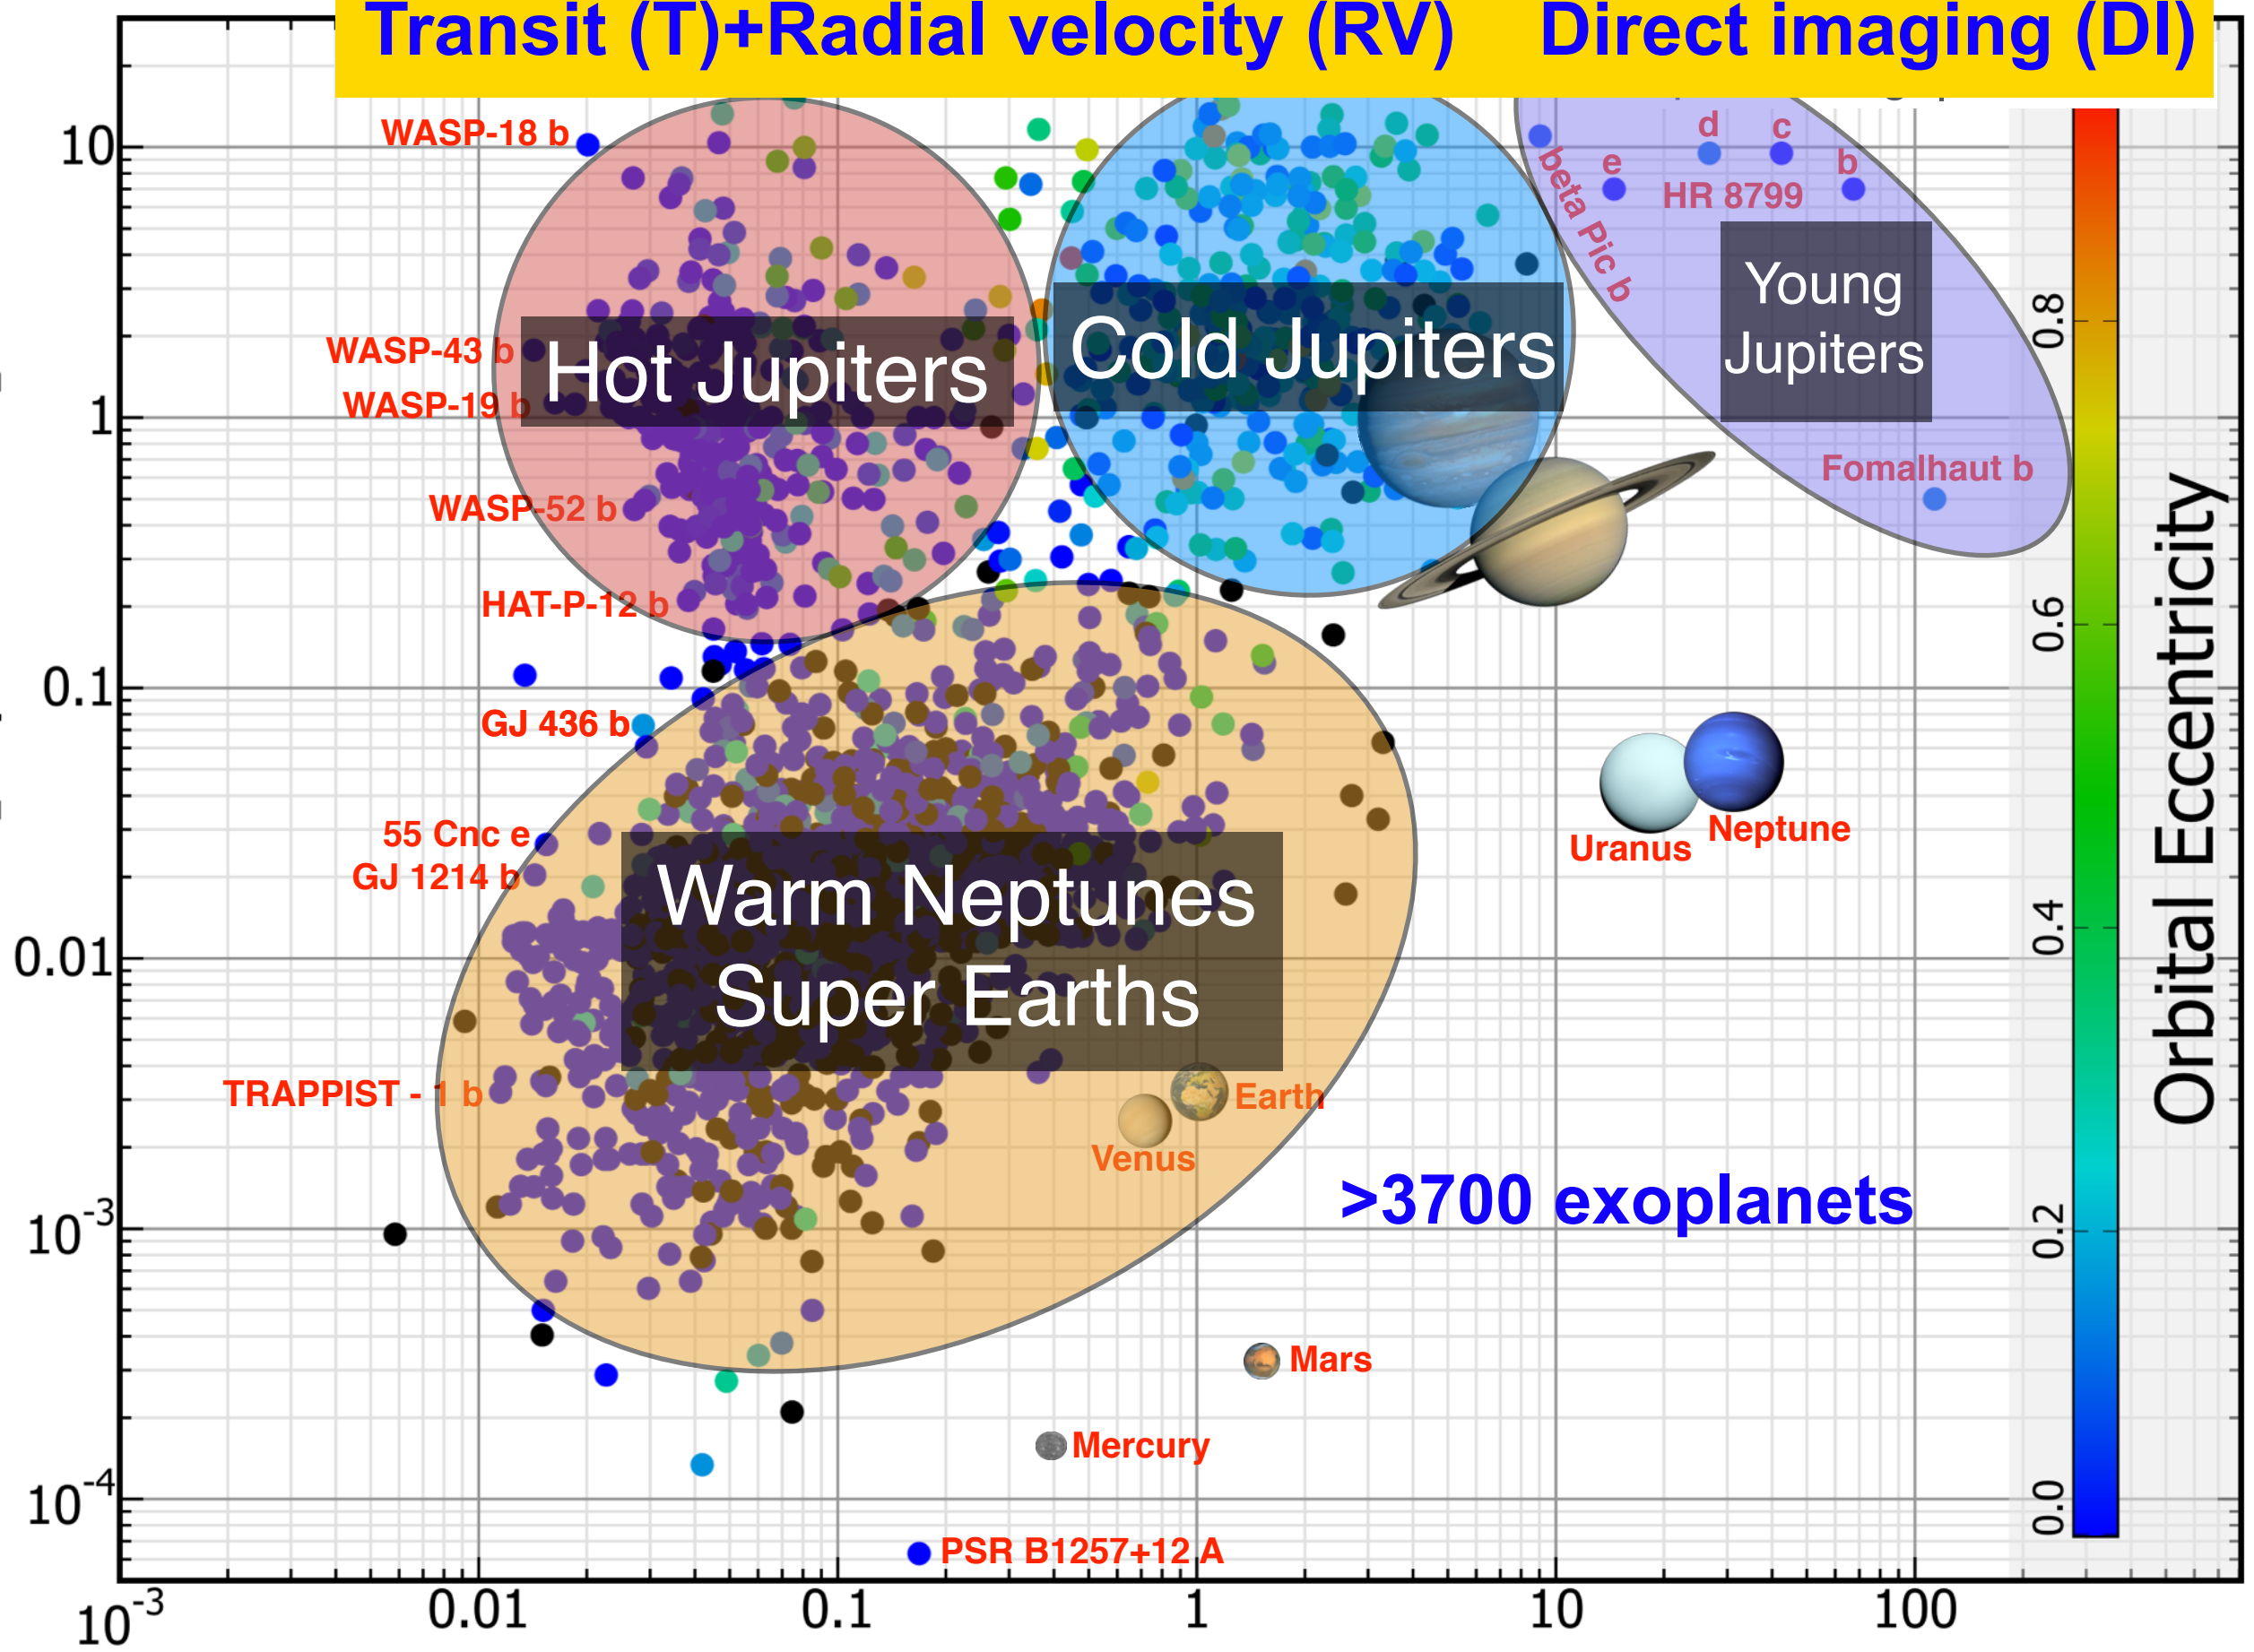 Transit (T)+Radial velocity (RV) Direct imaging (DI)
10
1
0.1
0.01
10-3
10-4
WASP-18 b
WASP-43 b
WASP-19 b
WASP-52 b
HAT-P-12 b
GJ 436 b
55 Cnc e
GJ 1214 b
TRAPPIST - 1 b
Hot Jupiters
Cold Jupiters
beta Pic b
d
c
e
b
HR 8799
Young
Jupiters
Fomalhaut b
Warm Neptunes
Super Earths
Uranus
Neptune
Earth
Venus
>3700 exoplanets
Mars
Mercury
PSR B1257+12 A
10-3
0.01
0.1
1
10
100
0.8
0.6
0.4
0.2
0.0
Orbital Eccentricity